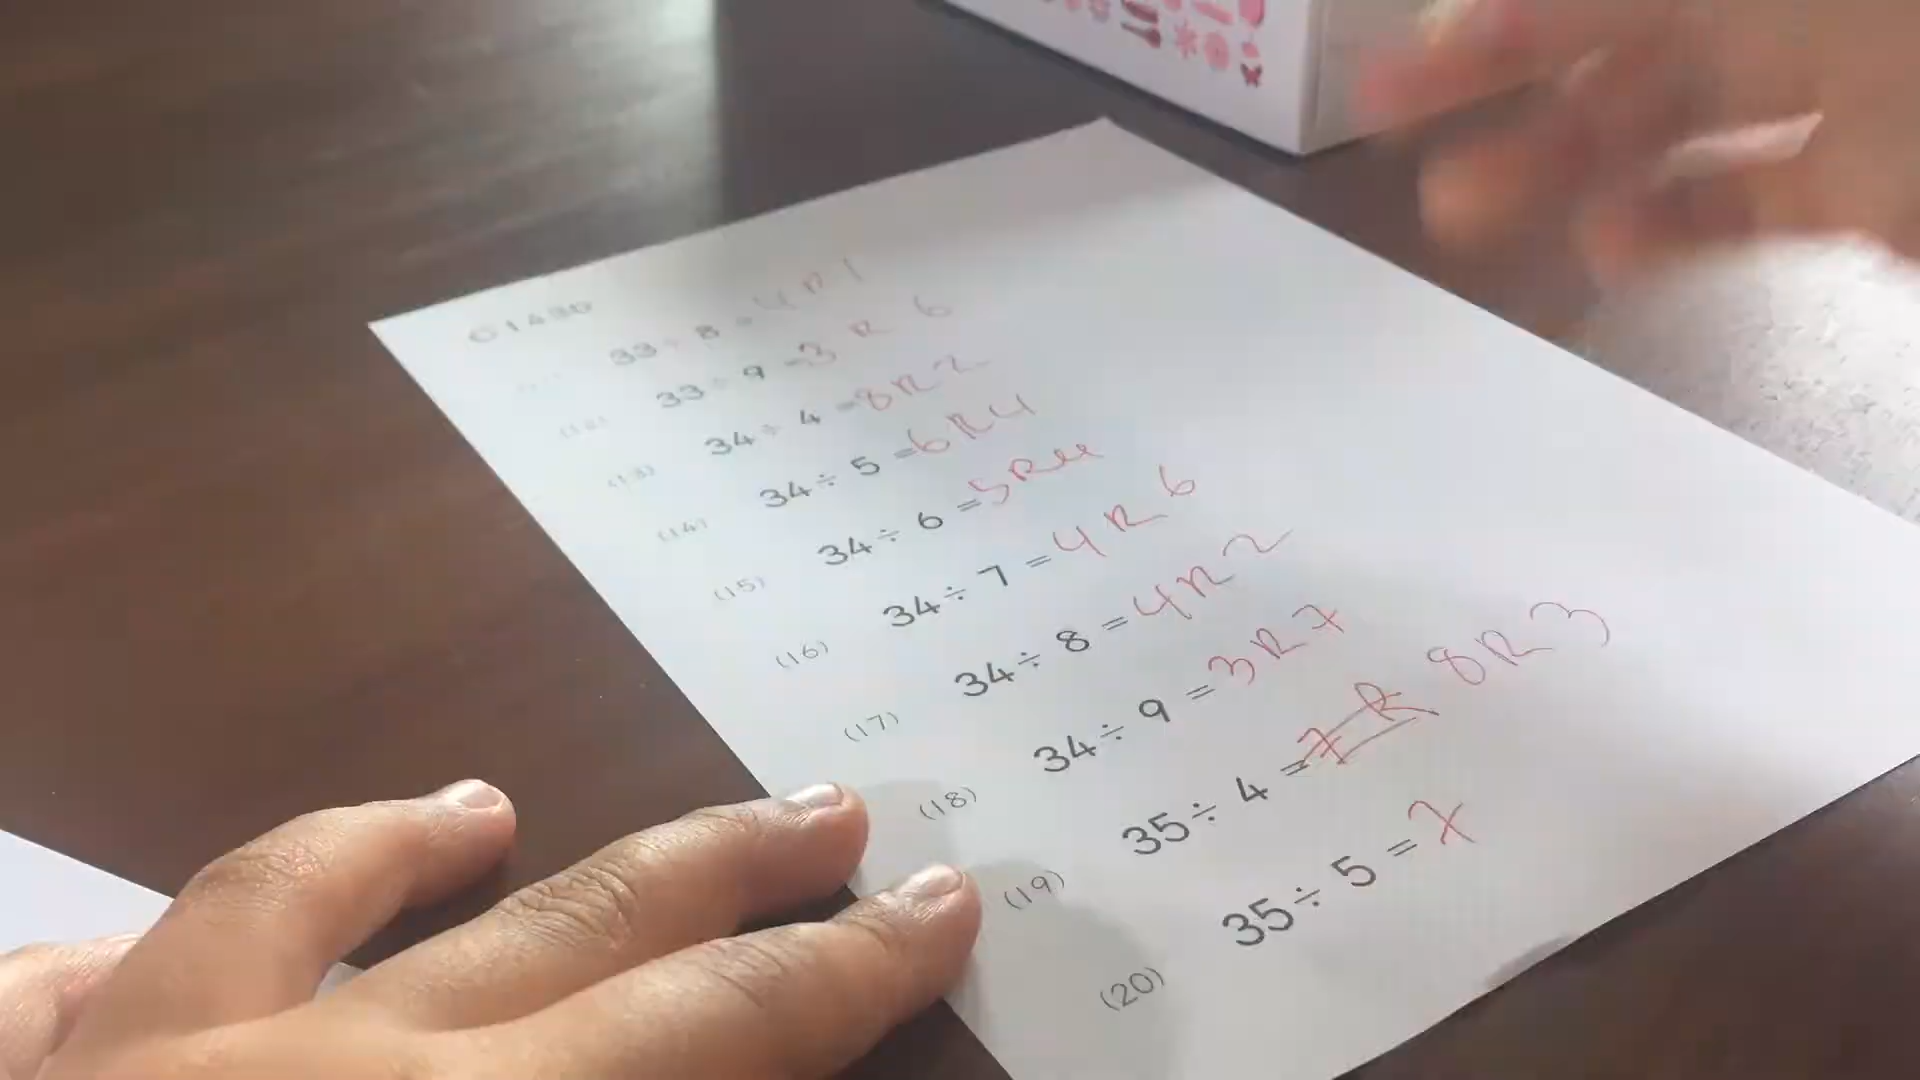 C 148b
33 ÷ 8 = 4 R 1
(12) 33 ÷ 9 = 3 R 6
(13) 34 ÷ 4 = 8 R 2
(14) 34 ÷ 5 = 6 R 4
(15) 34 ÷ 6 = 5 R 4
(16) 34 ÷ 7 = 4 R 6
(17) 34 ÷ 8 = 4 R 2
(18) 34 ÷ 9 = 3 R 7
(19) 35 ÷ 4 = 7 R 8 R 3
(20) 35 ÷ 5 = 7